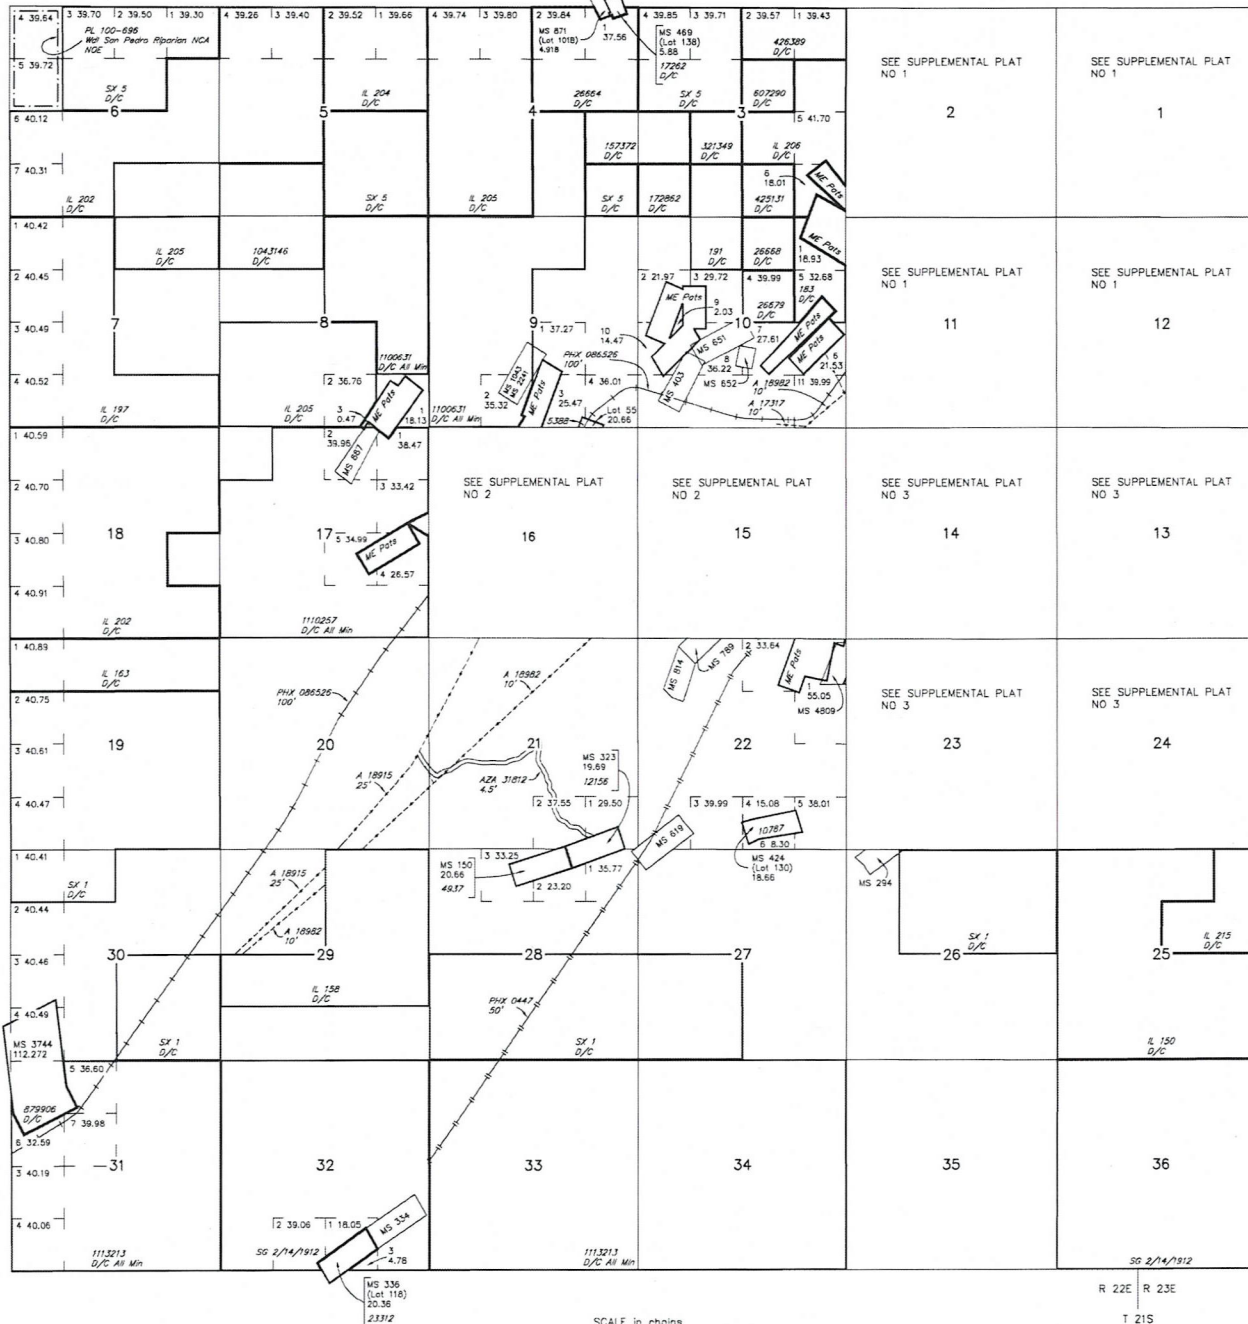 4 39.64
3 39.70
2 39.50
1 39.30
4 39.26
3 39.40
2 39.52
1 39.66
4 39.74
3 39.80
2 39.84
4 39.85
3 39.71
2 39.57
1 39.43
PL 100-696
Wdl San Pedro Riparian NCA
NOE
MS 871
(Lot 101B)
4.918
1
37.56
MS 469
(Lot 138)
5.88
17262
D/C
426389
D/C
5 39.72
SX 5
D/C
6
IL 204
D/C
5
26664
D/C
4
SX 5
D/C
607290
D/C
3
SEE SUPPLEMENTAL PLAT
NO 1
2
SEE SUPPLEMENTAL PLAT
NO 1
1
6 40.12
5 41.70
7 40.31
157372
D/C
321349
D/C
IL 206
D/C
6
18.01
ME Pats
IL 202
D/C
SX 5
D/C
IL 205
D/C
SX 5
D/C
172862
D/C
425131
D/C
ME Pats
1 40.42
IL 205
D/C
1043146
D/C
191
D/C
26668
D/C
1
18.93
2 40.45
2 21.97
3 29.72
4 39.99
5 32.68
183
D/C
SEE SUPPLEMENTAL PLAT
NO 1
SEE SUPPLEMENTAL PLAT
NO 1
ME Pats
9
2.03
26679
D/C
3 40.49
7
8
9
1 37.27
10
14.47
10
7
27.61
ME Pats
ME Pats
11
12
1100631
D/C All Min
PHX 086526
100'
MS 651
8
36.22
MS 652
6
21.53
4 40.52
2 36.76
MS 1043
MS 2241
ME Pats
4 36.01
MS 403
A 18982
10'
11 39.99
A 17317
10'
IL 197
D/C
IL 205
D/C
3
0.47
ME Pats
1
18.13
1100631
D/C All Min
2
35.32
3
25.47
5388
Lot 55
20.66
1 40.59
2
39.96
1
38.47
MS 887
2 40.70
3 33.42
SEE SUPPLEMENTAL PLAT
NO 2
SEE SUPPLEMENTAL PLAT
NO 2
SEE SUPPLEMENTAL PLAT
NO 3
SEE SUPPLEMENTAL PLAT
NO 3
3 40.80
18
17
5 34.99
ME Pats
16
15
14
13
4 40.91
4 26.57
IL 202
D/C
1110257
D/C All Min
1 40.89
IL 163
D/C
PHX 086526
100'
A 18982
10'
MS 814
MS 789
2 33.64
ME Pats
1
55.05
MS 4809
2 40.75
SEE SUPPLEMENTAL PLAT
NO 3
SEE SUPPLEMENTAL PLAT
NO 3
3 40.61
19
20
21
22
23
24
A 18915
25'
AZA 31812
4.5'
MS 323
19.69
12156
4 40.47
2 37.55
1 29.50
3 39.99
4 15.08
5 38.01
10787
6 8.30
MS 619
1 40.41
MS 150
20.66
4937
3 33.25
1 35.77
2 23.20
MS 424
(Lot 130)
18.66
MS 294
SX 1
D/C
A 18915
25'
2 40.44
A 18982
10'
SX 1
D/C
IL 215
D/C
3 40.46
30
29
28
27
26
25
IL 158
D/C
PHX 0447
50'
4 40.49
MS 3744
112.272
SX 1
D/C
SX 1
D/C
IL 150
D/C
5 36.60
879906
D/C
7 39.98
6 32.59
3 40.19
31
32
33
34
35
36
4 40.06
2 39.06
1 18.05
MS 334
1113213
D/C All Min
SG 2/14/1912
3
4.78
1113213
D/C All Min
SG 2/14/1912
MS 336
(Lot 118)
20.36
23312
R 22E R 23E
T 21S
SCALE in chains